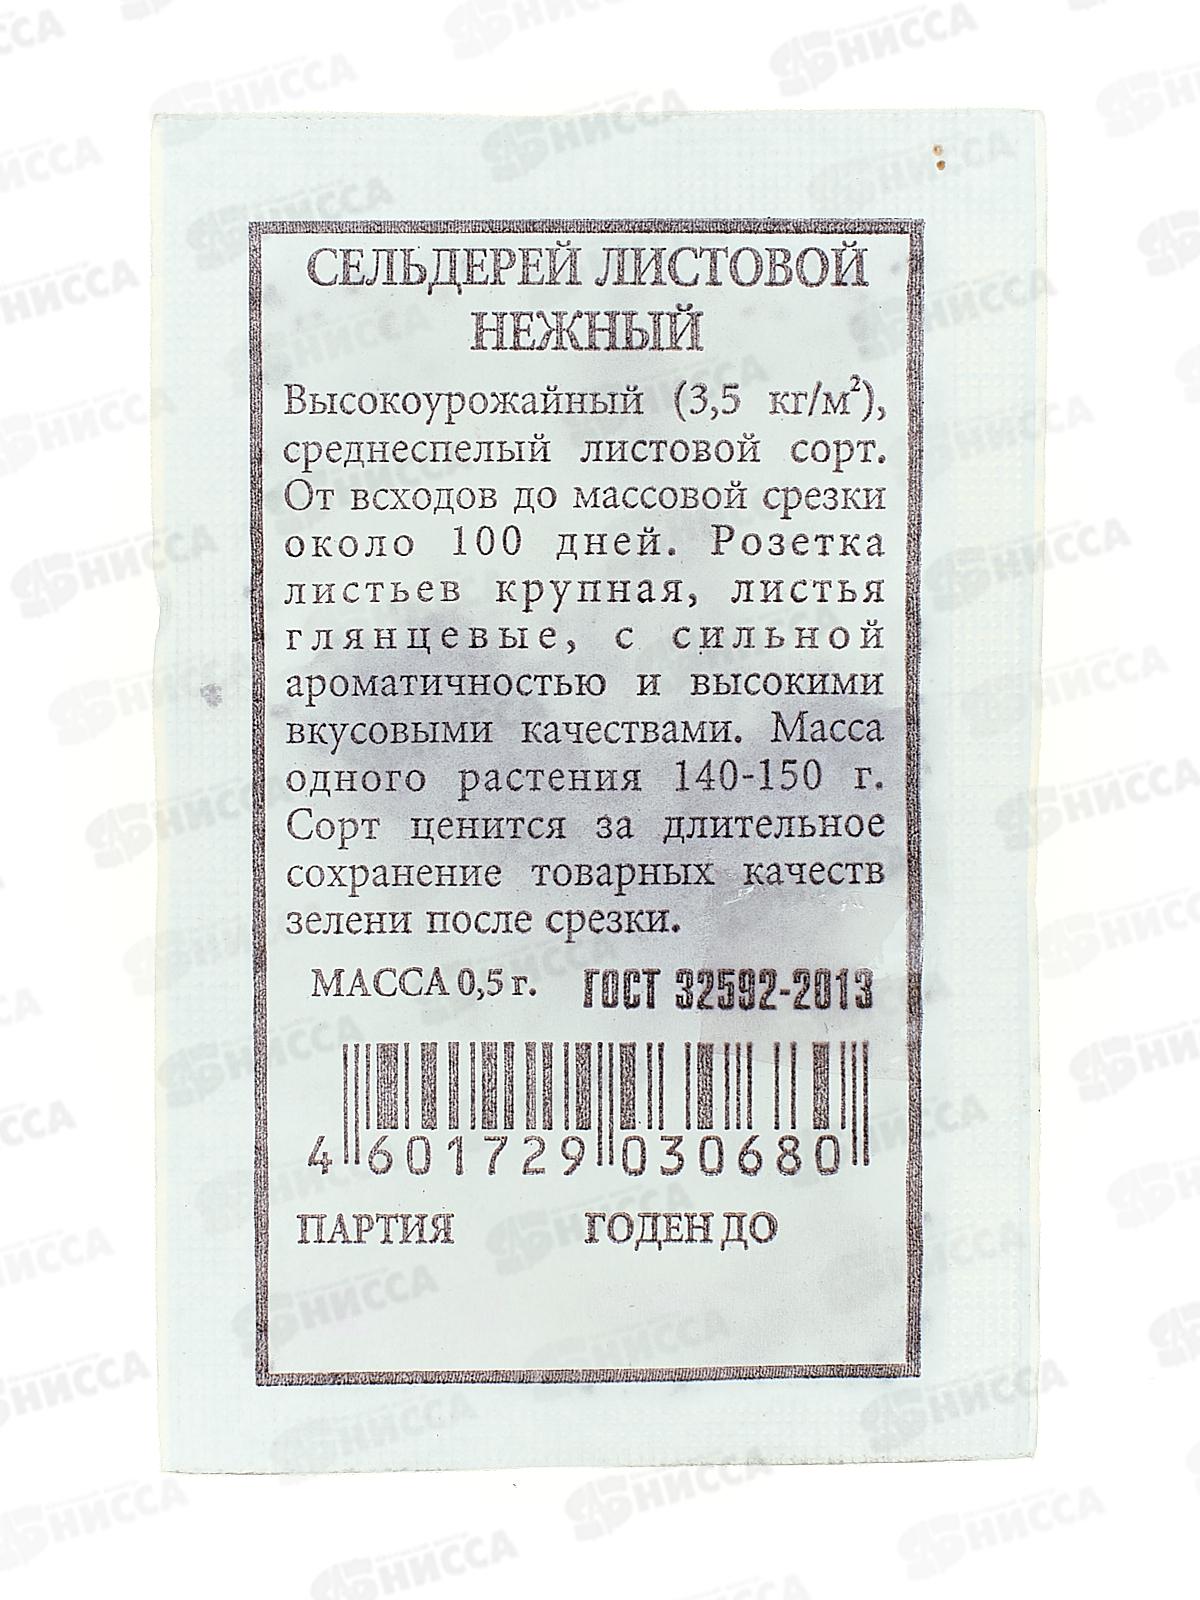 СЕЛЬДЕРЕЙ ЛИСТОВОЙ
НЕЖНЫЙ
Высокоурожайный (3,5 кг/м²),
среднеспелый листовой сорт.
От всходов до массовой срезки
около 100 дней. Розетка
листьев крупная, листья
глянцевые, с сильной
ароматичностью и высокими
вкусовыми качествами. Масса
одного растения 140-150 г.
Сорт ценится за длительное
сохранение товарных качеств
зелени после срезки.
МАССА 0,5 г. ГОСТ 32592-2013
4 601729 030680
ПАРТИЯ ГОДЕН ДО